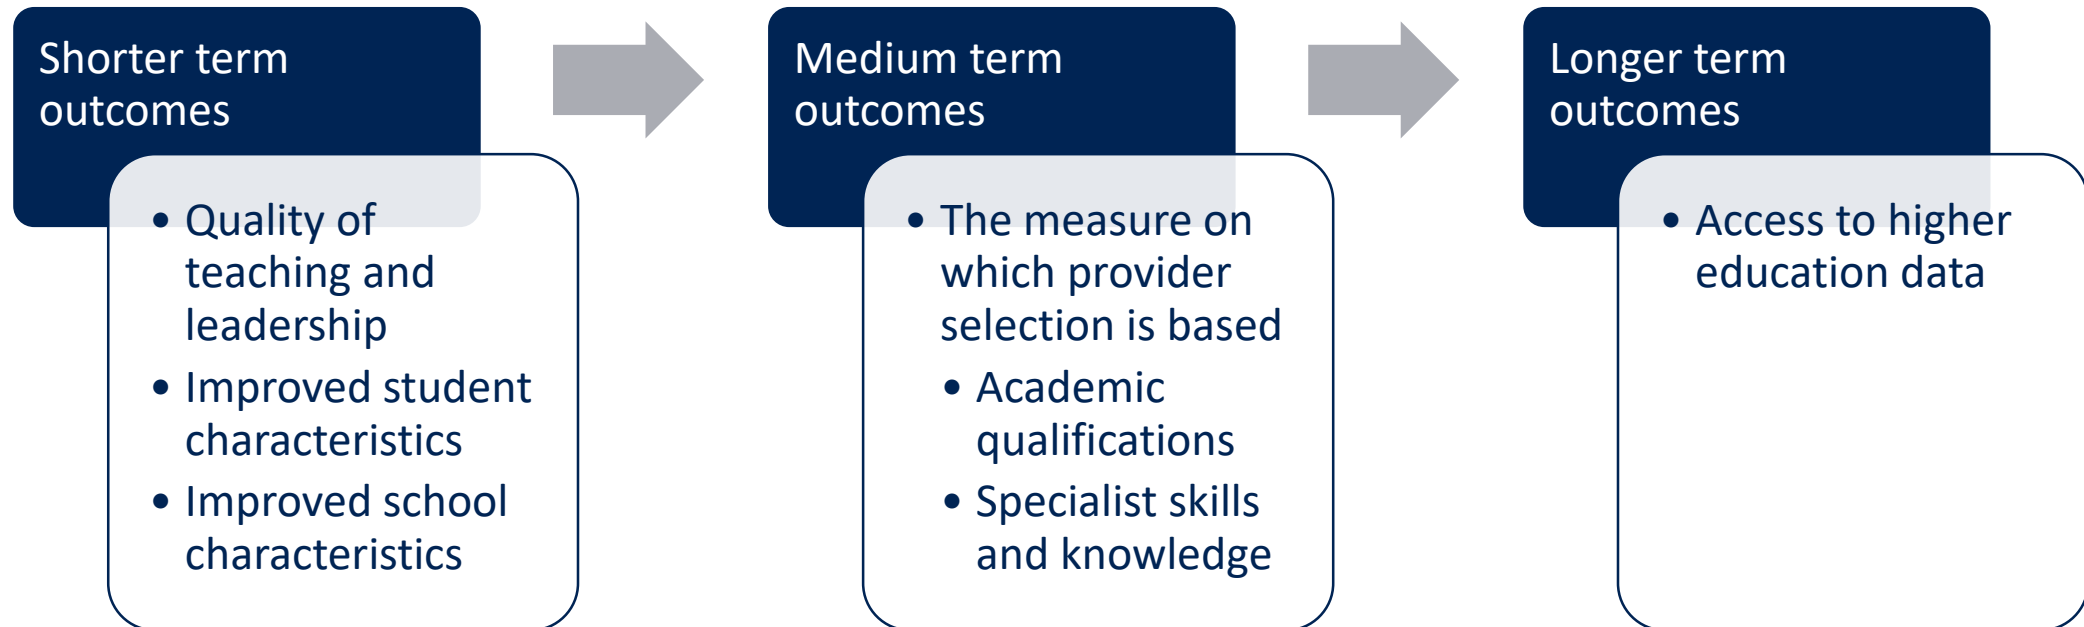 Shorter term
outcomes
• Quality of
teaching and
leadership
• Improved student
characteristics
• Improved school
characteristics
Medium term
outcomes
• The measure on
which provider
selection is based
• Academic
qualifications
• Specialist skills
and knowledge
Longer term
outcomes
• Access to higher
education data